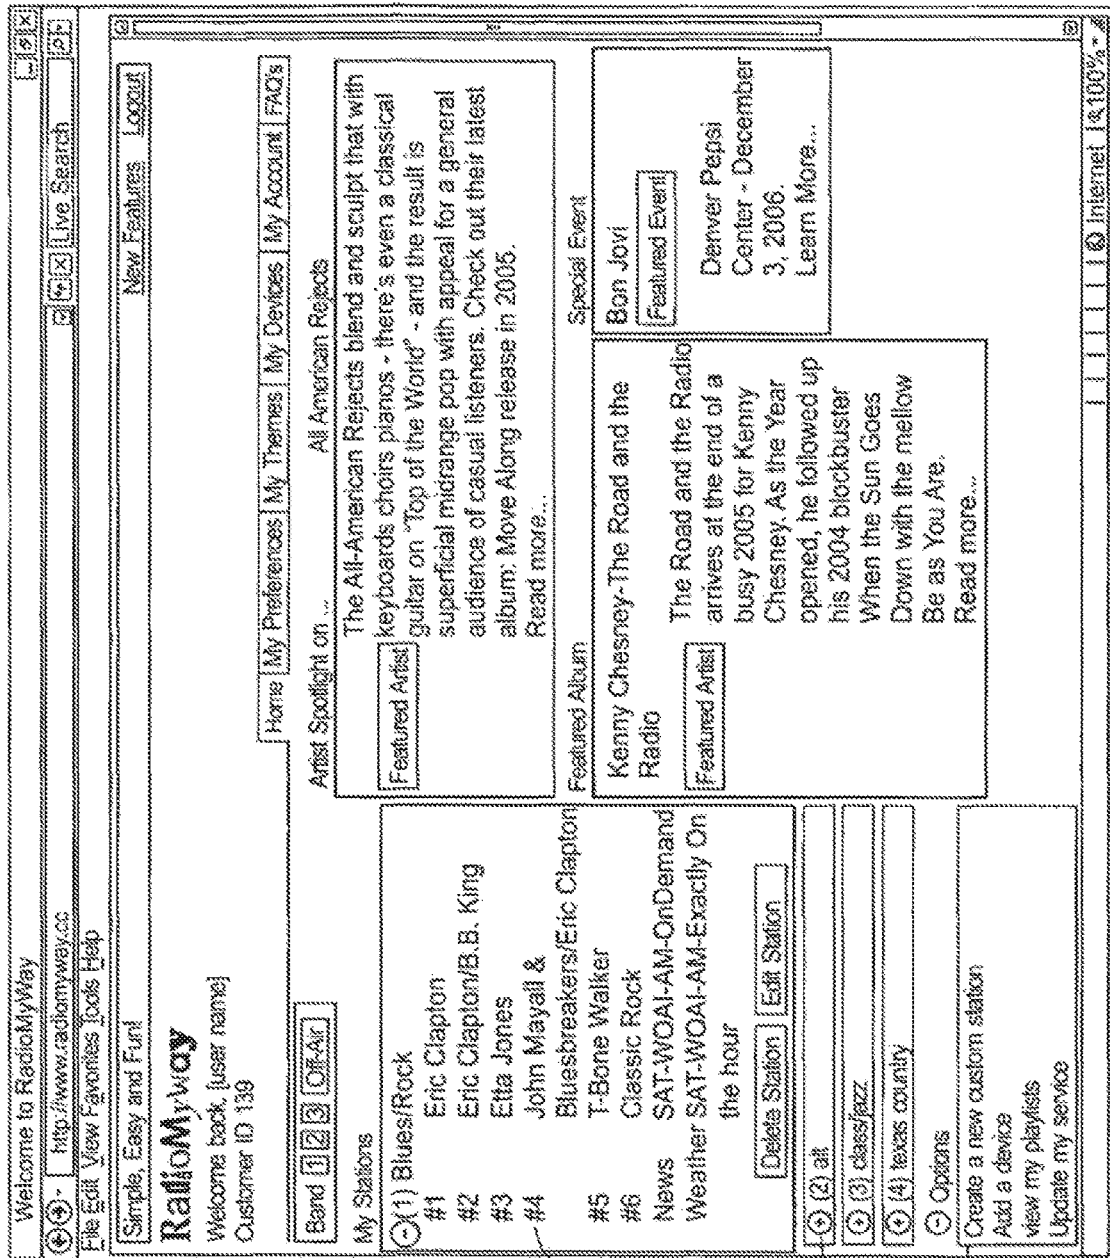 Welcome to RadioMyWay
http://www.radiomyway.cc
Live Search
File Edit View Favorites Tools Help
Simple, Easy and Fun!
New Features Logout
RadioMyway
Welcome back, [user name]
Customer ID 139
Home My Preferences My Themes My Devices My Account FAQ's
Band 1 2 3 Off-Air
My Stations
(1) Blues/Rock
#1 Eric Clapton
#2 Eric Clapton/B.B. King
#3 Etta Jones
#4 John Mayall &
Bluesbreakers/Eric Clapton
#5 T-Bone Walker
#6 Classic Rock
News SAT-WOAI-AM-OnDemand
Weather SAT-WOAI-AM-Exactly On
the hour
Delete Station Edit Station
(2) alt
(3) class/jazz
(4) texas country
Options
Create a new custom station
Add a device
view my playlists
Update my service
Artist Spotlight on ... All American Rejects
Featured Artist
The All-American Rejects blend and sculpt that with
keyboards choirs pianos - there's even a classical
guitar on "Top of the World" - and the result is
superficial midrange pop with appeal for a general
audience of casual listeners. Check out their latest
album: Move Along release in 2005.
Read more...
Featured Album
Kenny Chesney-The Road and the
Radio
Featured Artist
The Road and the Radio
arrives at the end of a
busy 2005 for Kenny
Chesney. As the Year
opened, he followed up
his 2004 blockbuster
When the Sun Goes
Down with the mellow
Be as You Are.
Read more...
Special Event
Bon Jovi
Featured Event
Denver Pepsi
Center - December
3, 2006.
Learn More...
Internet 100%